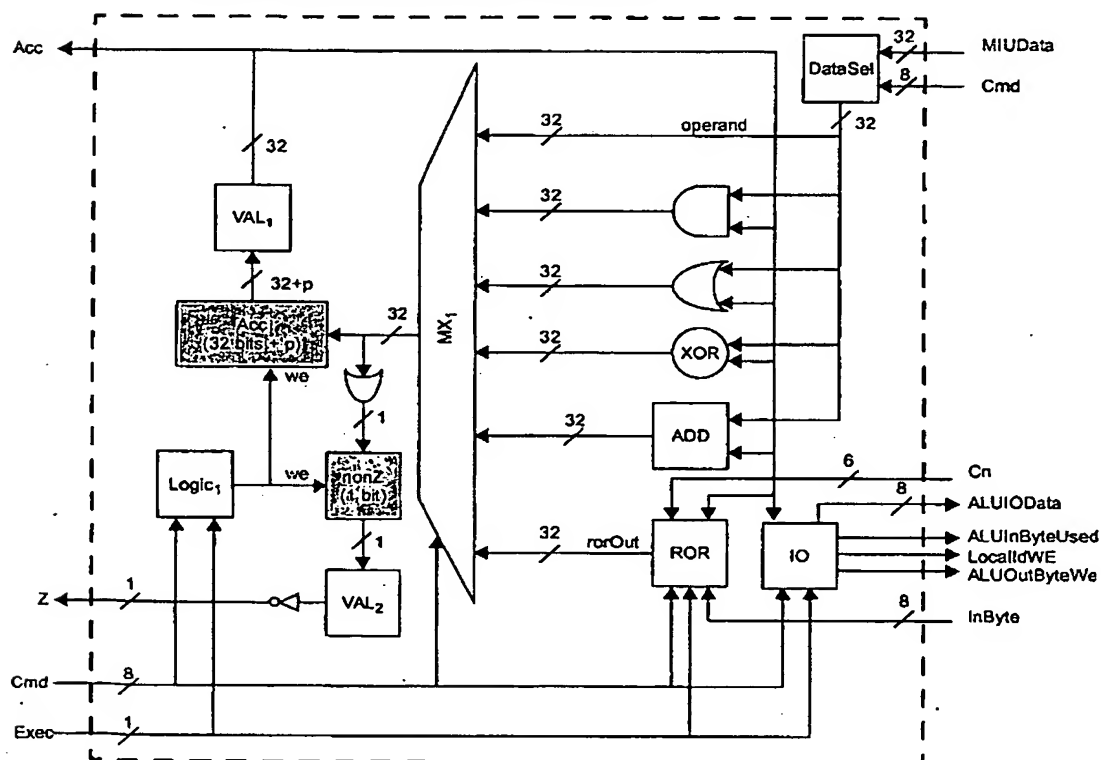 Acc
32
MIUData
DataSel
8
Cmd
32
32
32
operand
VAL1
32
32+p
32
Acc
(32 bits + p)
32
MX1
32
XOR
we
1
32
ADD
Logic1
we
nonZ
(1 bit)
6
Cn
8
ALUIOData
1
32
rorOut
ROR
IO
ALUInByteUsed
LocalIdWE
ALUOutByteWe
Z
1
VAL2
8
InByte
Cmd
8
Exec
1